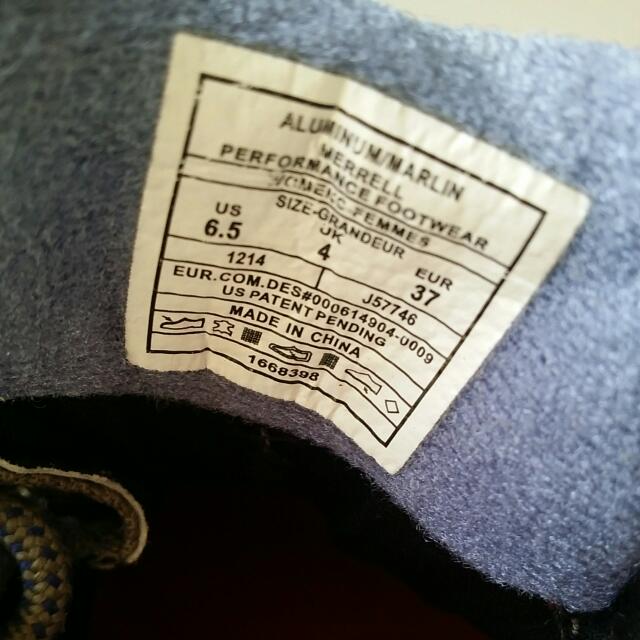 ALUMINUM/MARLIN
MERRELL
PERFORMANCE FOOTWEAR
WOMENS-FEMMES
SIZE-GRANDEUR
US UK EUR
6.5 4 37
1214 J57746
EUR.COM.DES#000614904-0009
US PATENT PENDING
MADE IN CHINA
1668398